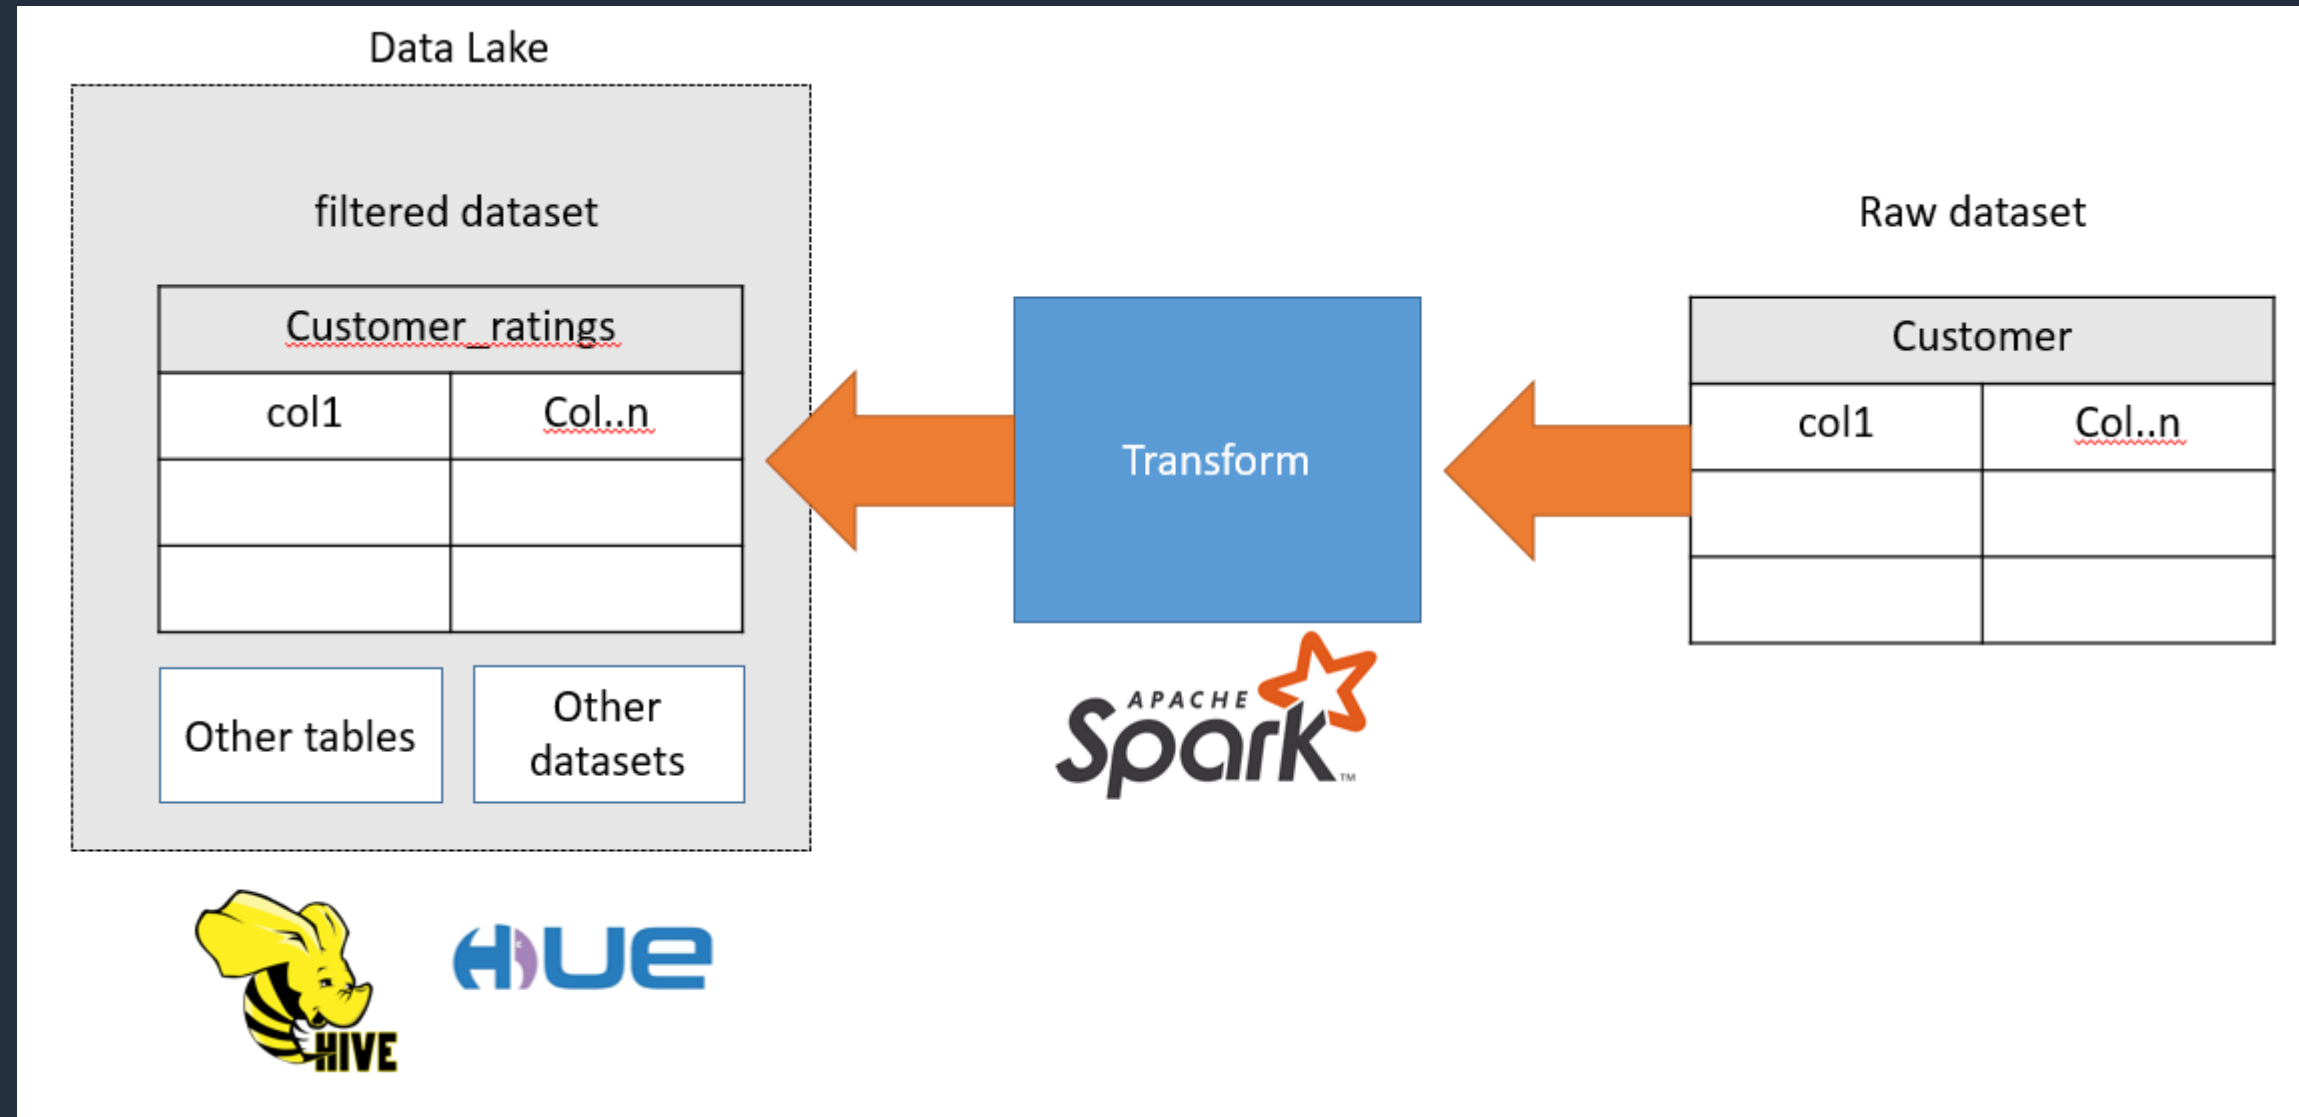 Data Lake
filtered dataset
Customer_ratings
col1
Col..n
Other tables
Other
datasets
HIVE
HUE
Transform
APACHE
Spark™
Raw dataset
Customer
col1
Col..n